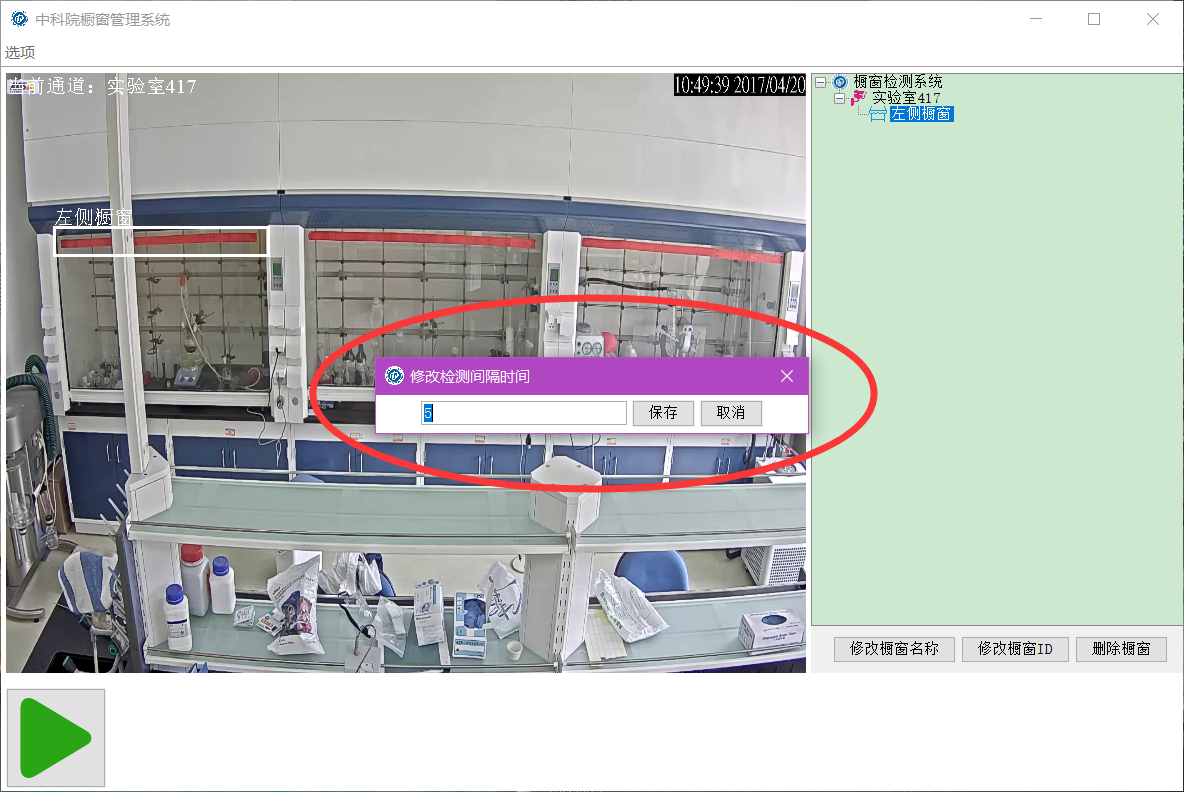 中科院橱窗管理系统
选项
当前通道：实验室417
10:49:39 2017/04/20
左侧橱窗
橱窗检测系统
实验室417
左侧橱窗
修改检测间隔时间
5
保存
取消
修改橱窗名称
修改橱窗ID
删除橱窗